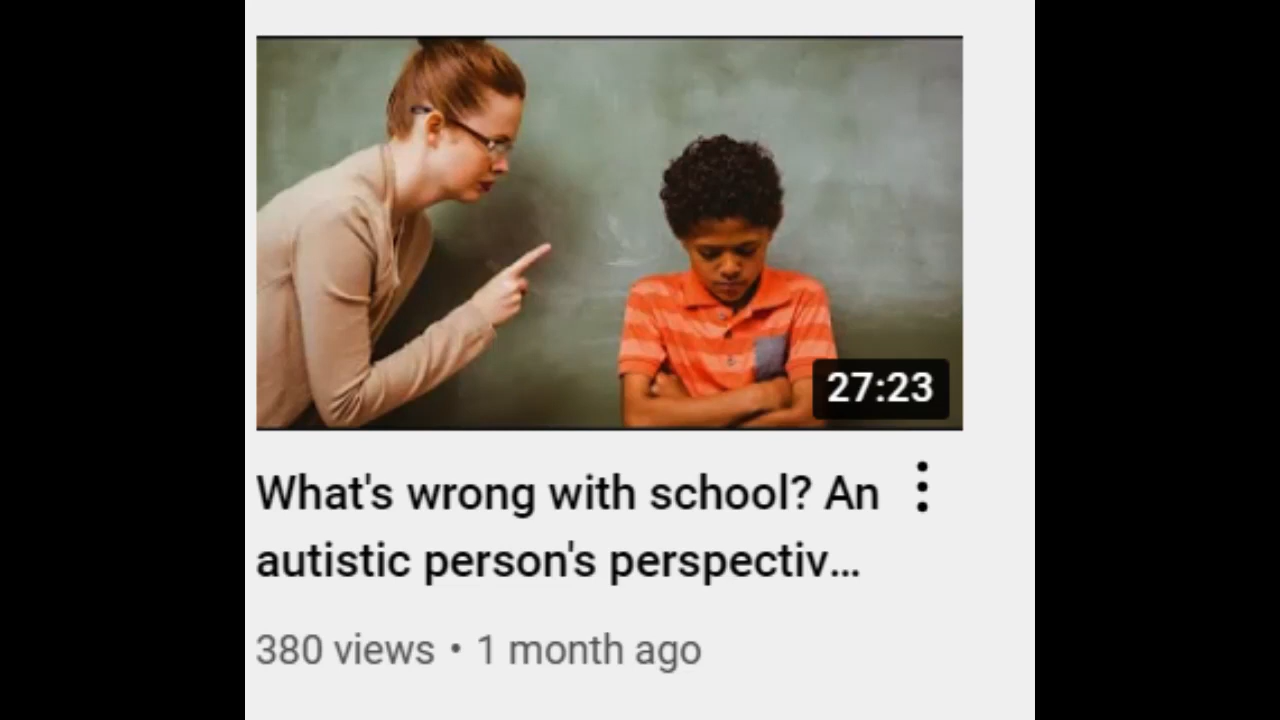 27:23
What's wrong with school? An
autistic person's perspectiv...
380 views • 1 month ago